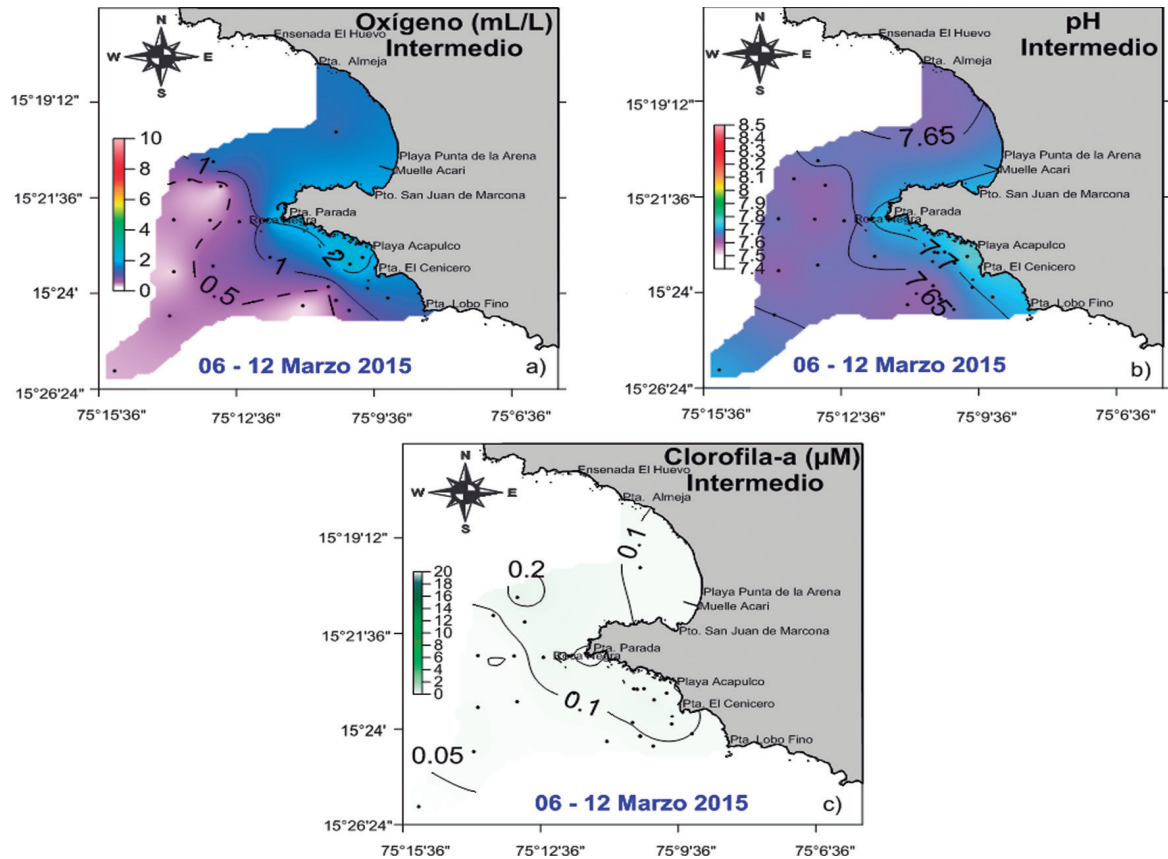 Oxígeno (mL/L)
Intermedio
N
W
E
S
Ensenada El Huevo
Pta. Almeja
Playa Punta de la Arena
Muelle Acari
Pto. San Juan de Marcona
Pta. Parada
Roca Negra
Playa Acapulco
Pta. El Cenicero
Pta. Lobo Fino
15°19'12"
15°21'36"
15°24'
15°26'24"
10
8
6
4
2
0
1
2
2
1
0.5
06 - 12 Marzo 2015
a)
75°15'36"
75°12'36"
75°9'36"
75°6'36"
pH
Intermedio
N
W
E
S
Ensenada El Huevo
Pta. Almeja
Playa Punta de la Arena
Muelle Acari
Pto. San Juan de Marcona
Pta. Parada
Roca Negra
Playa Acapulco
Pta. El Cenicero
Pta. Lobo Fino
15°19'12"
15°21'36"
15°24'
15°26'24"
8.5
8.4
8.3
8.2
8.1
8.0
7.9
7.8
7.7
7.6
7.5
7.4
7.65
7.7
7.65
06 - 12 Marzo 2015
b)
75°15'36"
75°12'36"
75°9'36"
75°6'36"
Clorofila-a (µM)
Intermedio
N
W
E
S
Ensenada El Huevo
Pta. Almeja
Playa Punta de la Arena
Muelle Acari
Pto. San Juan de Marcona
Pta. Parada
Roca Negra
Playa Acapulco
Pta. El Cenicero
Pta. Lobo Fino
15°19'12"
15°21'36"
15°24'
15°26'24"
20
18
16
14
12
10
8
6
4
2
0
0.1
0.2
0.1
0.05
06 - 12 Marzo 2015
c)
75°15'36"
75°12'36"
75°9'36"
75°6'36"